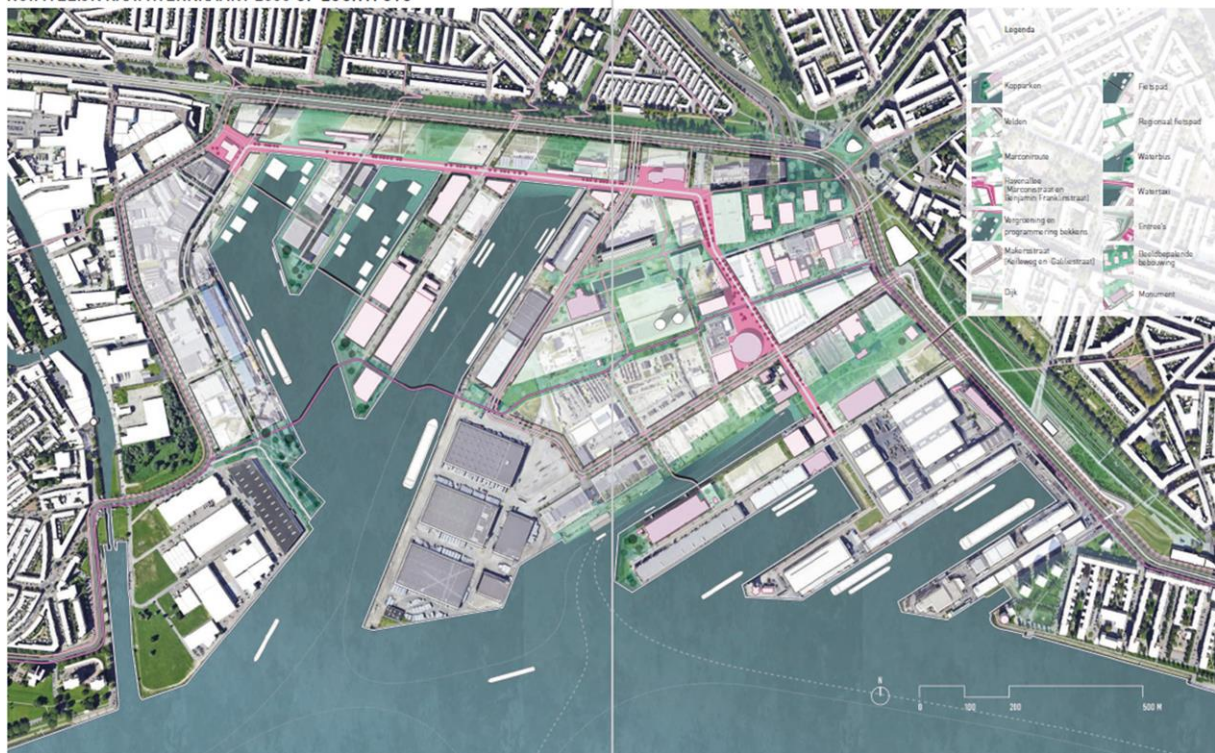 Legenda
Kopparken
Velden
Marconiroute
Havenallee
(Marconistraat en
Benjamin Franklinstraat)
Vergroening en
programmering bekkens
Makersstraat
(Keileweg en Galileistraat)
Dijk
Fietspad
Regionaal fietspad
Waterbus
Watertaxi
Entree's
Beeldbepalende
bebouwing
Monument
N
0 100 200 500 M